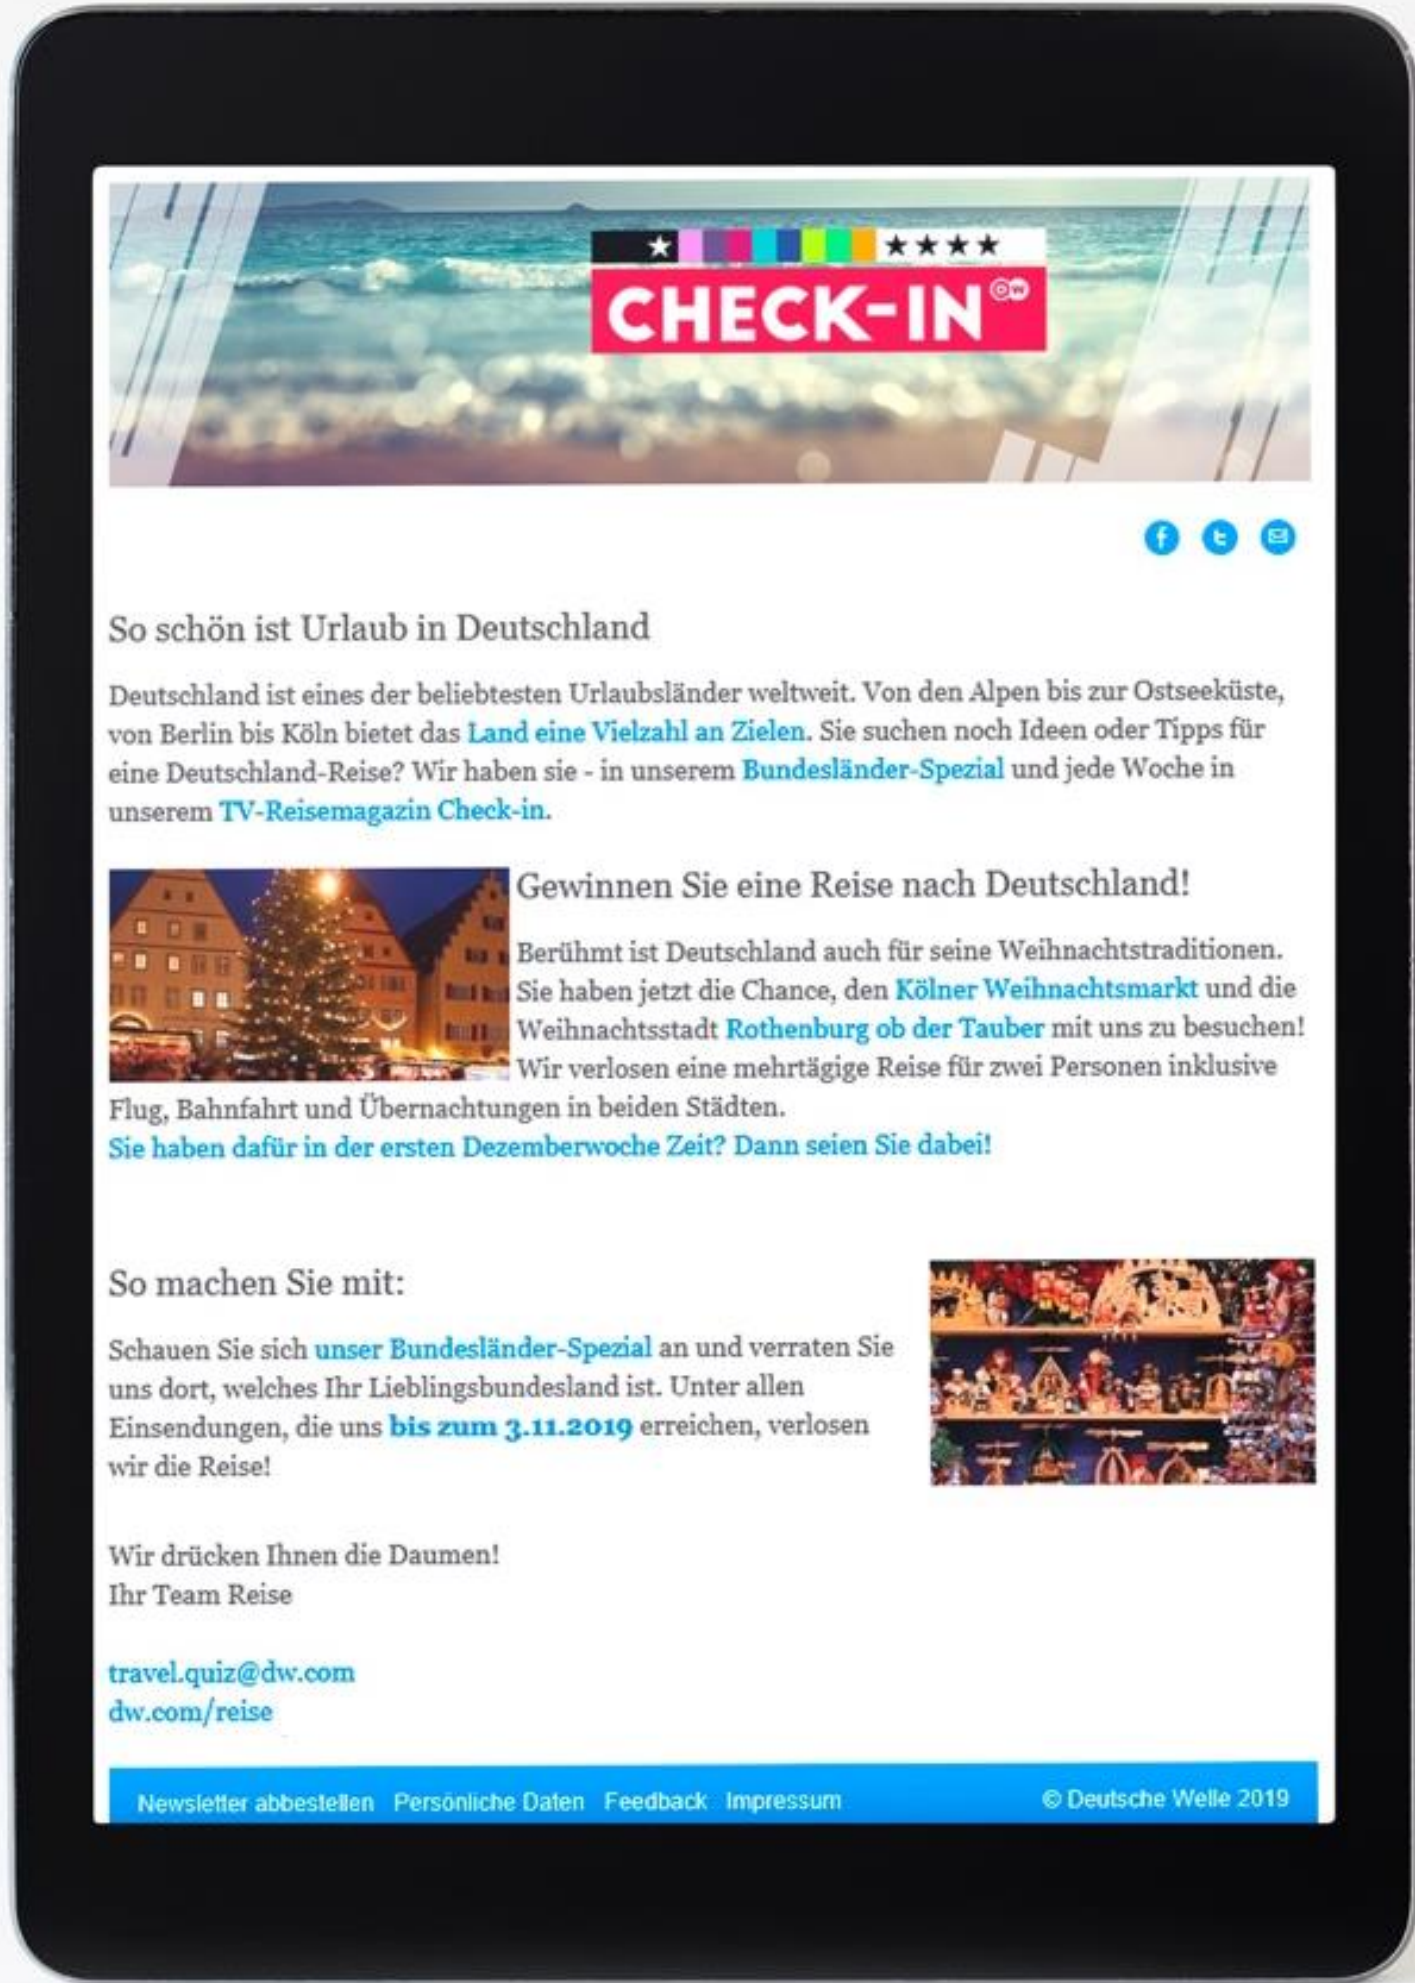 CHECK-IN
So schön ist Urlaub in Deutschland
Deutschland ist eines der beliebtesten Urlaubsländer weltweit. Von den Alpen bis zur Ostseeküste,
von Berlin bis Köln bietet das Land eine Vielzahl an Zielen. Sie suchen noch Ideen oder Tipps für
eine Deutschland-Reise? Wir haben sie - in unserem Bundesländer-Spezial und jede Woche in
unserem TV-Reisemagazin Check-in.
Gewinnen Sie eine Reise nach Deutschland!
Berühmt ist Deutschland auch für seine Weihnachtstraditionen.
Sie haben jetzt die Chance, den Kölner Weihnachtsmarkt und die
Weihnachtsstadt Rothenburg ob der Tauber mit uns zu besuchen!
Wir verlosen eine mehrtägige Reise für zwei Personen inklusive
Flug, Bahnfahrt und Übernachtungen in beiden Städten.
Sie haben dafür in der ersten Dezemberwoche Zeit? Dann seien Sie dabei!
So machen Sie mit:
Schauen Sie sich unser Bundesländer-Spezial an und verraten Sie
uns dort, welches Ihr Lieblingsbundesland ist. Unter allen
Einsendungen, die uns bis zum 3.11.2019 erreichen, verlosen
wir die Reise!
Wir drücken Ihnen die Daumen!
Ihr Team Reise
travel.quiz@dw.com
dw.com/reise
Newsletter abbestellen Persönliche Daten Feedback Impressum © Deutsche Welle 2019